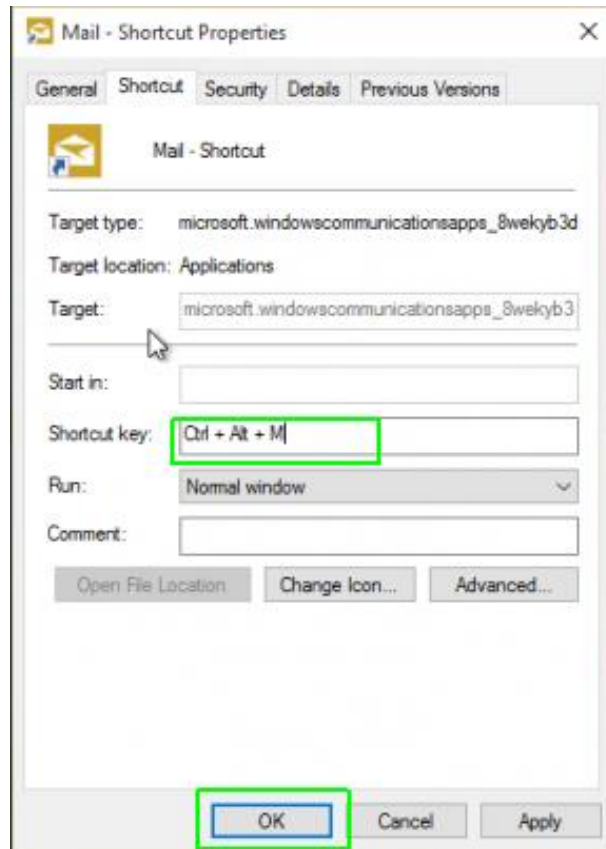 Mail - Shortcut Properties
General Shortcut Security Details Previous Versions
Mail - Shortcut
Target type: microsoft.windowscommunicationsapps_8wekyb3d
Target location: Applications
Target: microsoft.windowscommunicationsapps_8wekyb3
Start in:
Shortcut key: Ctrl + Alt + M
Run: Normal window
Comment:
Open File Location Change Icon... Advanced...
OK Cancel Apply